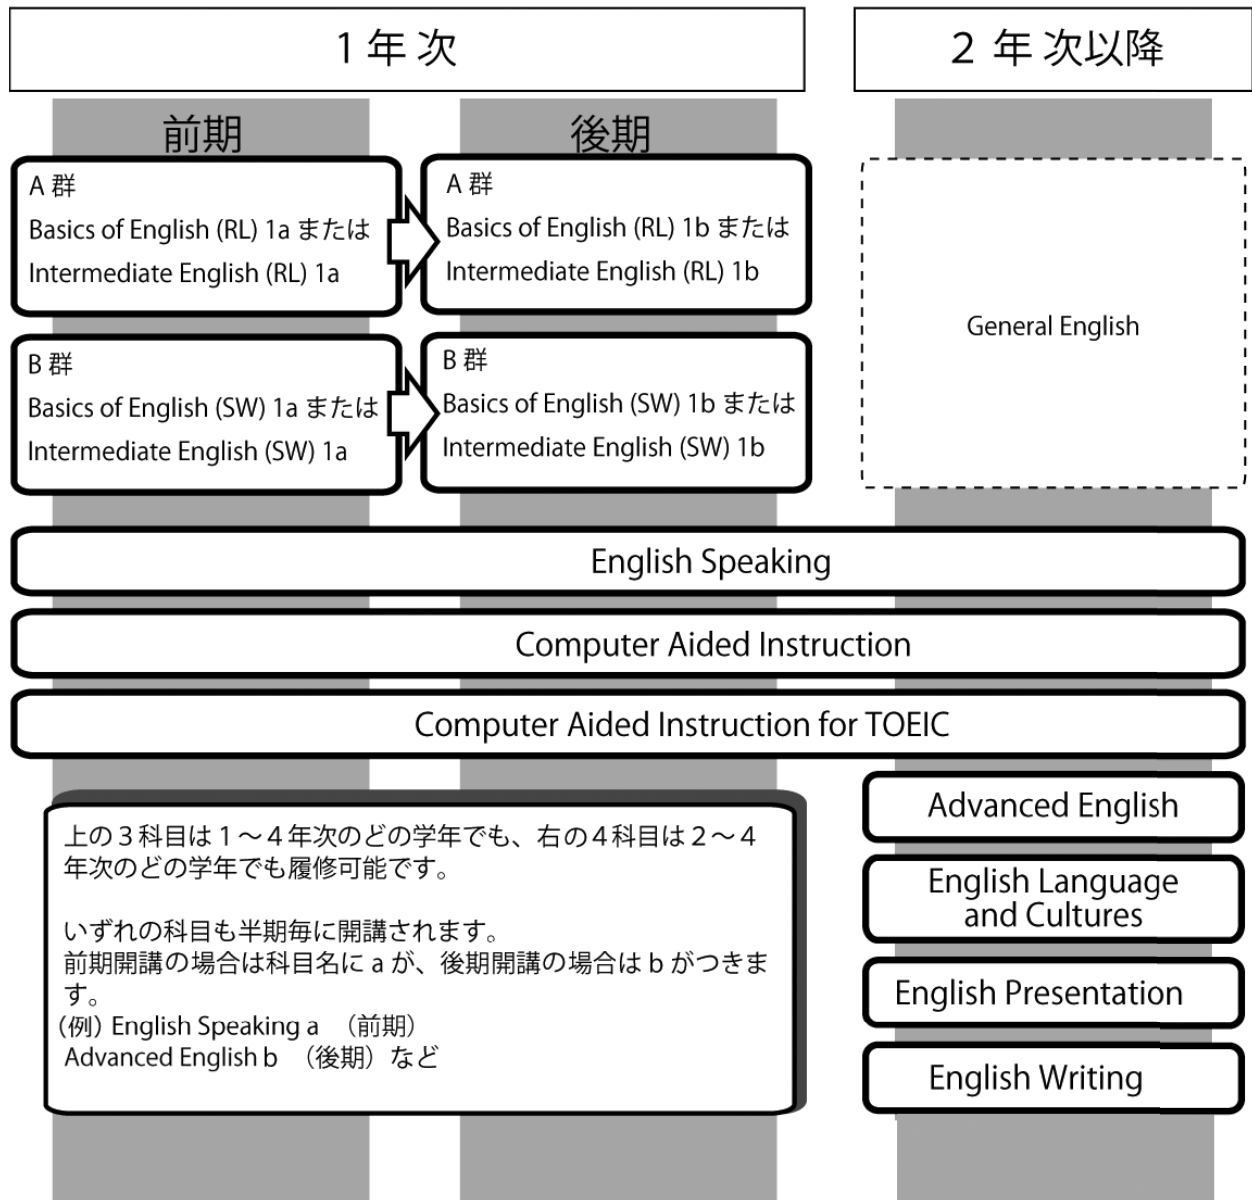 1年次
2 年次以降
前期
後期
A 群
Basics of English (RL) 1a または
Intermediate English (RL) 1a
A 群
Basics of English (RL) 1b または
Intermediate English (RL) 1b
General English
B 群
Basics of English (SW) 1a または
Intermediate English (SW) 1a
B 群
Basics of English (SW) 1b または
Intermediate English (SW) 1b
English Speaking
Computer Aided Instruction
Computer Aided Instruction for TOEIC
上の3科目は1～4年次のどの学年でも、右の4科目は2～4
年次のどの学年でも履修可能です。
いずれの科目も半期毎に開講されます。
前期開講の場合は科目名に a が、後期開講の場合は b がつきま
す。
(例) English Speaking a （前期）
Advanced English b （後期）など
Advanced English
English Language
and Cultures
English Presentation
English Writing